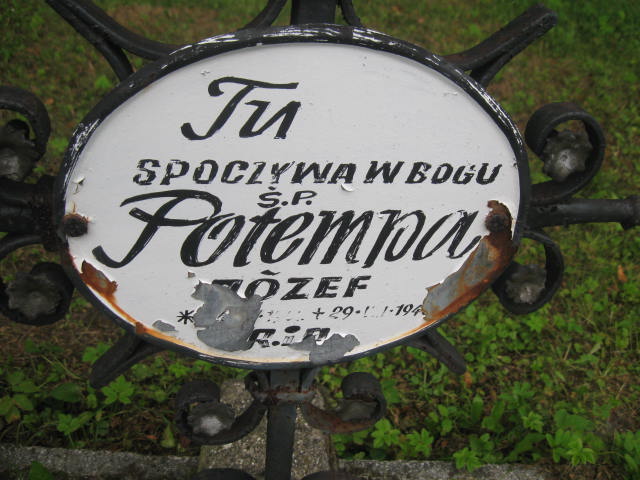 Tu
SPOCZYWA W BOGU
Ś.P.
Potempa
JÓZEF
R.i.P.